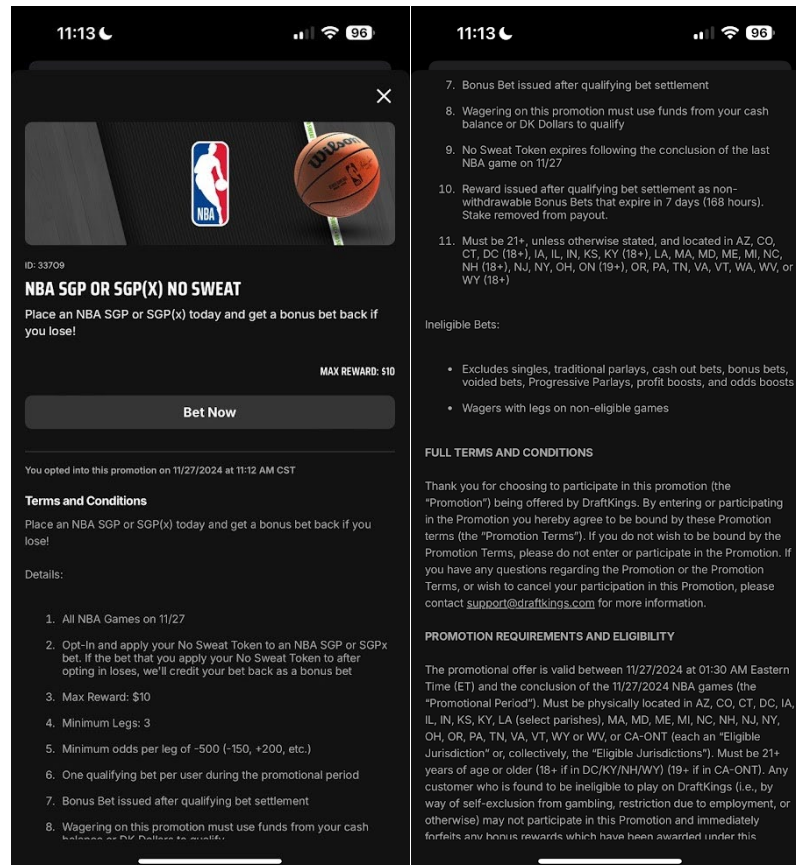 11:13
96
Wilson
NBA
ID: 33709
NBA SGP OR SGP(X) NO SWEAT
Place an NBA SGP or SGP(x) today and get a bonus bet back if
you lose!
MAX REWARD: $10
Bet Now
You opted into this promotion on 11/27/2024 at 11:12 AM CST
Terms and Conditions
Place an NBA SGP or SGP(x) today and get a bonus bet back if you
lose!
Details:
1. All NBA Games on 11/27
2. Opt-In and apply your No Sweat Token to an NBA SGP or SGPx
bet. If the bet that you apply your No Sweat Token to after
opting in loses, we'll credit your bet back as a bonus bet
3. Max Reward: $10
4. Minimum Legs: 3
5. Minimum odds per leg of -500 (-150, +200, etc.)
6. One qualifying bet per user during the promotional period
7. Bonus Bet issued after qualifying bet settlement
8. Wagering on this promotion must use funds from your cash
balance or DK Dollars to qualify
11:13
96
7. Bonus Bet issued after qualifying bet settlement
8. Wagering on this promotion must use funds from your cash
balance or DK Dollars to qualify
9. No Sweat Token expires following the conclusion of the last
NBA game on 11/27
10. Reward issued after qualifying bet settlement as non-
withdrawable Bonus Bets that expire in 7 days (168 hours).
Stake removed from payout.
11. Must be 21+, unless otherwise stated, and located in AZ, CO,
CT, DC (18+), IA, IL, IN, KS, KY (18+), LA, MA, MD, ME, MI, NC,
NH (18+), NJ, NY, OH, ON (19+), OR, PA, TN, VA, VT, WA, WV, or
WY (18+)
Ineligible Bets:
• Excludes singles, traditional parlays, cash out bets, bonus bets,
voided bets, Progressive Parlays, profit boosts, and odds boosts
• Wagers with legs on non-eligible games
FULL TERMS AND CONDITIONS
Thank you for choosing to participate in this promotion (the
"Promotion") being offered by DraftKings. By entering or participating
in the Promotion you hereby agree to be bound by these Promotion
terms (the "Promotion Terms"). If you do not wish to be bound by the
Promotion Terms, please do not enter or participate in the Promotion. If
you have any questions regarding the Promotion or the Promotion
Terms, or wish to cancel your participation in this Promotion, please
contact support@draftkings.com for more information.
PROMOTION REQUIREMENTS AND ELIGIBILITY
The promotional offer is valid between 11/27/2024 at 01:30 AM Eastern
Time (ET) and the conclusion of the 11/27/2024 NBA games (the
"Promotional Period"). Must be physically located in AZ, CO, CT, DC, IA,
IL, IN, KS, KY, LA (select parishes), MA, MD, ME, MI, NC, NH, NJ, NY,
OH, OR, PA, TN, VA, VT, WY or WV, or CA-ONT (each an "Eligible
Jurisdiction" or, collectively, the "Eligible Jurisdictions"). Must be 21+
years of age or older (18+ if in DC/KY/NH/WY) (19+ if in CA-ONT). Any
customer who is found to be ineligible to play on DraftKings (i.e., by
way of self-exclusion from gambling, restriction due to employment, or
otherwise) may not participate in this Promotion and immediately
forfeits any bonus rewards which have been awarded under this